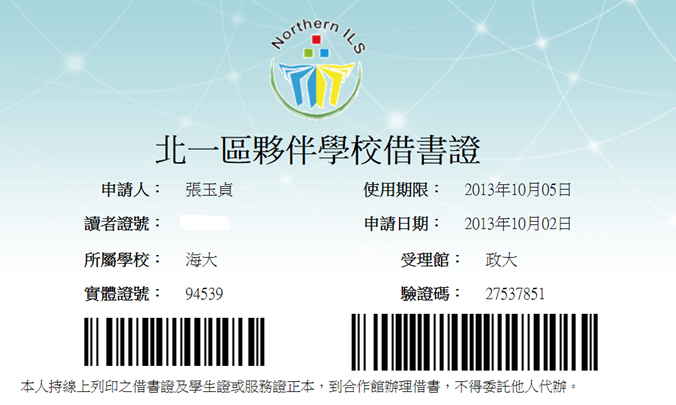 Northern ILS
北一區夥伴學校借書證
申請人： 張玉貞 使用期限： 2013年10月05日
讀者證號： 申請日期： 2013年10月02日
所屬學校： 海大 受理館： 政大
實體證號： 94539 驗證碼： 27537851
本人持線上列印之借書證及學生證或服務證正本，到合作館辦理借書，不得委託他人代辦。